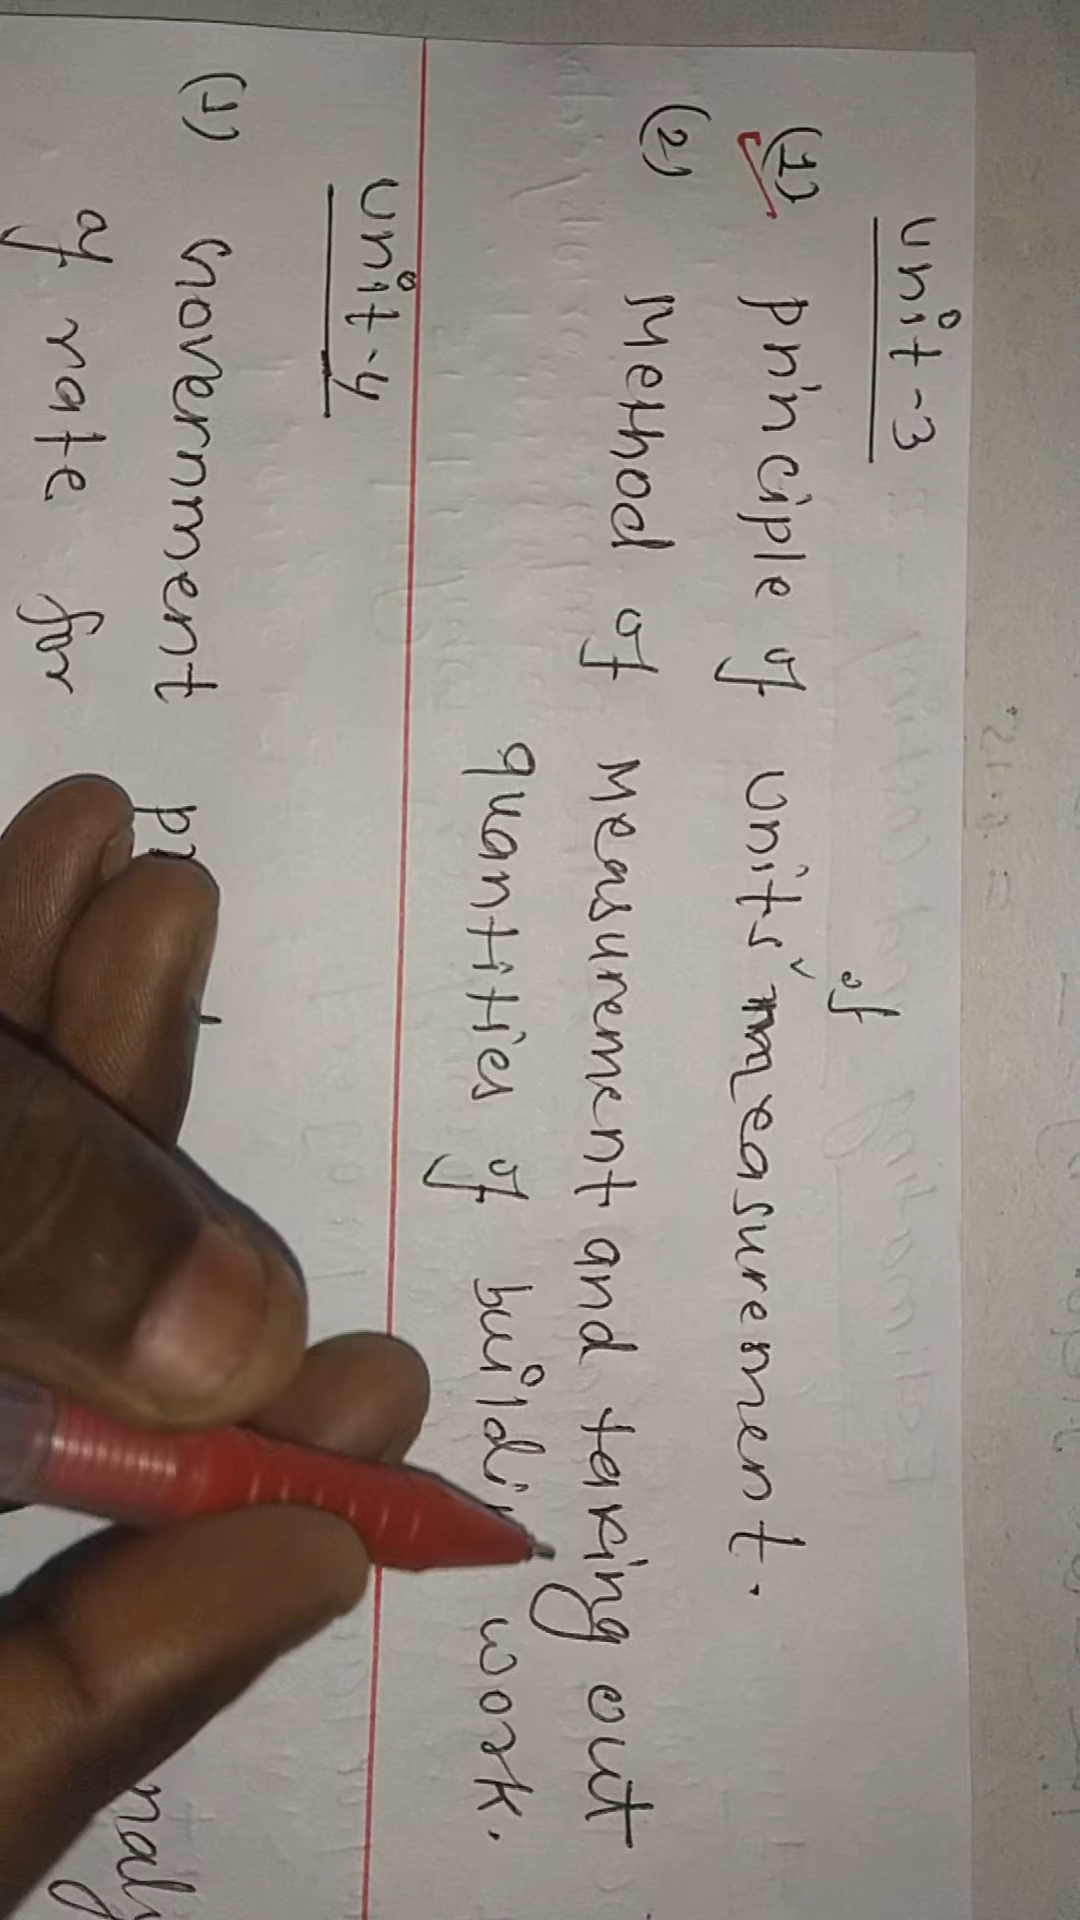 Unit-3
(1) principle of units of measurement.
(2) Method of measurement and taking out
quantities of building work.
Unit-4
(1) Government
of rate for